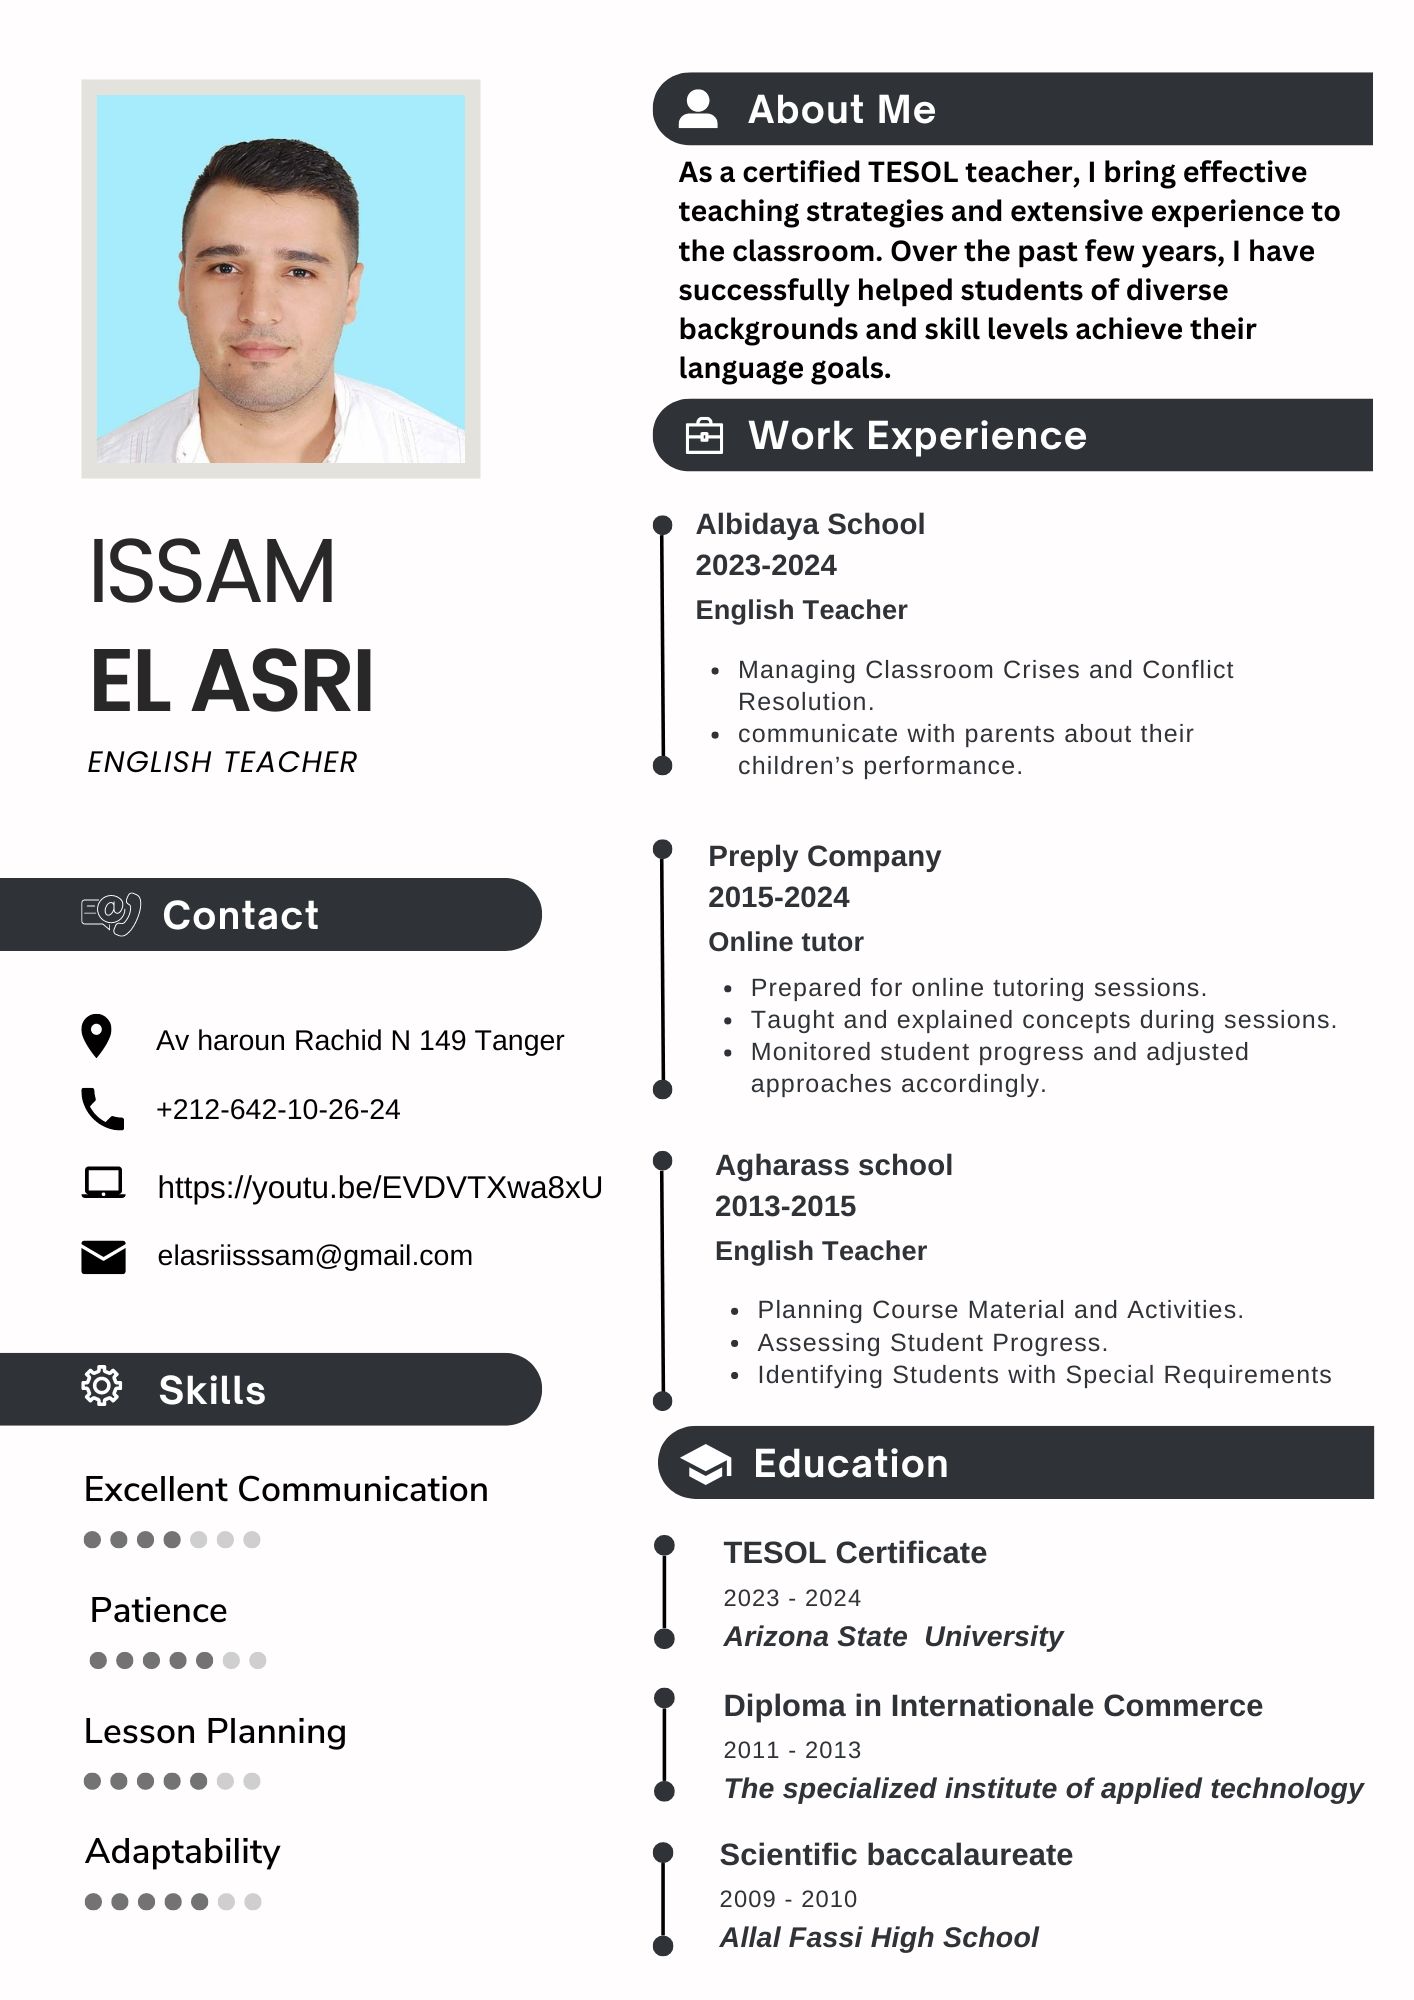 ISSAM
EL ASRI
ENGLISH TEACHER
Contact
Av haroun Rachid N 149 Tanger
+212-642-10-26-24
https://youtu.be/EVDVTXwa8xU
elasriisssam@gmail.com
Skills
Excellent Communication
Patience
Lesson Planning
Adaptability
About Me
As a certified TESOL teacher, I bring effective
teaching strategies and extensive experience to
the classroom. Over the past few years, I have
successfully helped students of diverse
backgrounds and skill levels achieve their
language goals.
Work Experience
Albidaya School
2023-2024
English Teacher
• Managing Classroom Crises and Conflict
Resolution.
• communicate with parents about their
children’s performance.
Preply Company
2015-2024
Online tutor
• Prepared for online tutoring sessions.
• Taught and explained concepts during sessions.
• Monitored student progress and adjusted
approaches accordingly.
Agharass school
2013-2015
English Teacher
• Planning Course Material and Activities.
• Assessing Student Progress.
• Identifying Students with Special Requirements
Education
TESOL Certificate
2023 - 2024
Arizona State  University
Diploma in Internationale Commerce
2011 - 2013
The specialized institute of applied technology
Scientific baccalaureate
2009 - 2010
Allal Fassi High School